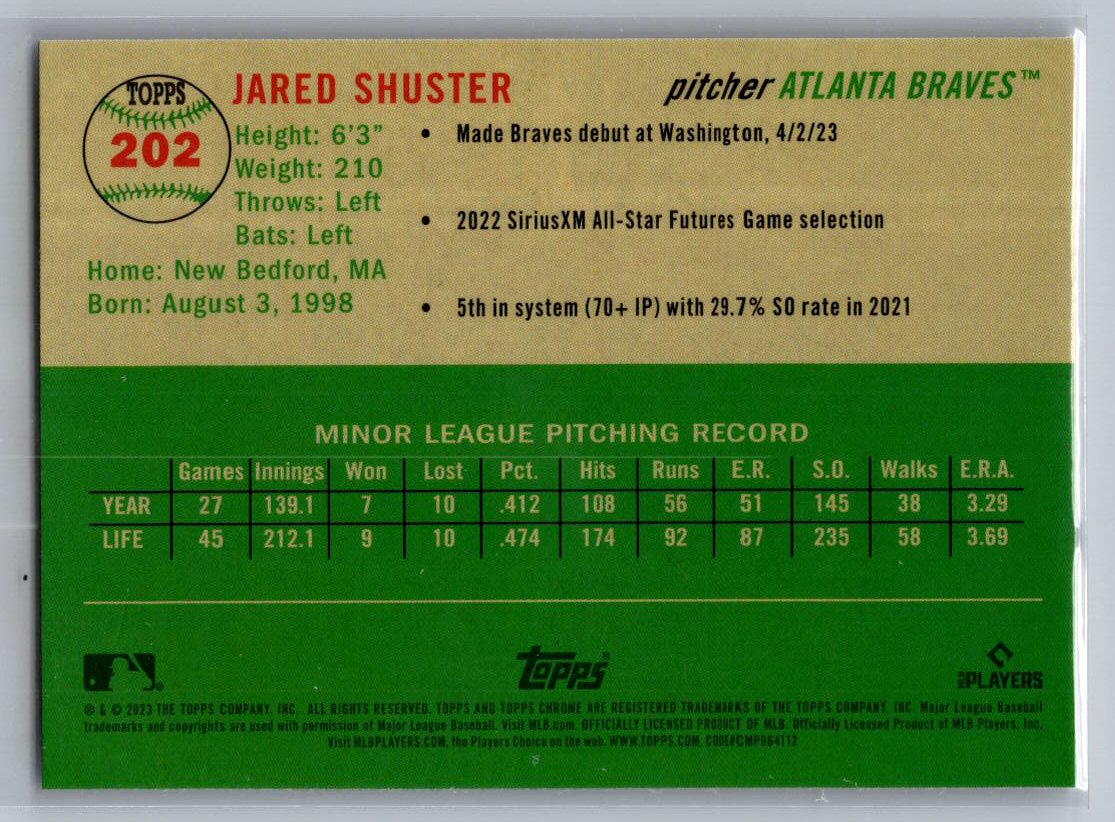 TOPPS
202
JARED SHUSTER
pitcher ATLANTA BRAVES™
Height: 6'3"
Weight: 210
Throws: Left
Bats: Left
Home: New Bedford, MA
Born: August 3, 1998
• Made Braves debut at Washington, 4/2/23
• 2022 SiriusXM All-Star Futures Game selection
• 5th in system (70+ IP) with 29.7% SO rate in 2021
MINOR LEAGUE PITCHING RECORD
Games Innings Won Lost Pct. Hits Runs E.R. S.O. Walks E.R.A.
YEAR 27 139.1 7 10 .412 108 56 51 145 38 3.29
LIFE 45 212.1 9 10 .474 174 92 87 235 58 3.69
Topps®
MLB PLAYERS
® & © 2023 THE TOPPS COMPANY, INC. ALL RIGHTS RESERVED. TOPPS AND TOPPS CHROME ARE REGISTERED TRADEMARKS OF THE TOPPS COMPANY, INC. Major League Baseball
trademarks and copyrights are used with permission of Major League Baseball. Visit MLB.com. OFFICIALLY LICENSED PRODUCT OF MLB. Officially Licensed Product of MLB Players, Inc.
Visit MLBPLAYERS.COM, the Players Choice on the web. WWW.TOPPS.COM. CODE#CMP064112